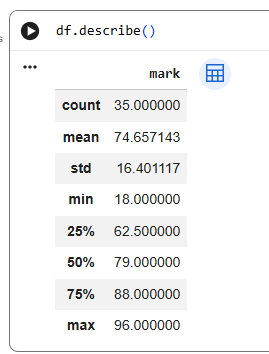 df.describe()
mark
count 35.000000
mean 74.657143
std 16.401117
min 18.000000
25% 62.500000
50% 79.000000
75% 88.000000
max 96.000000